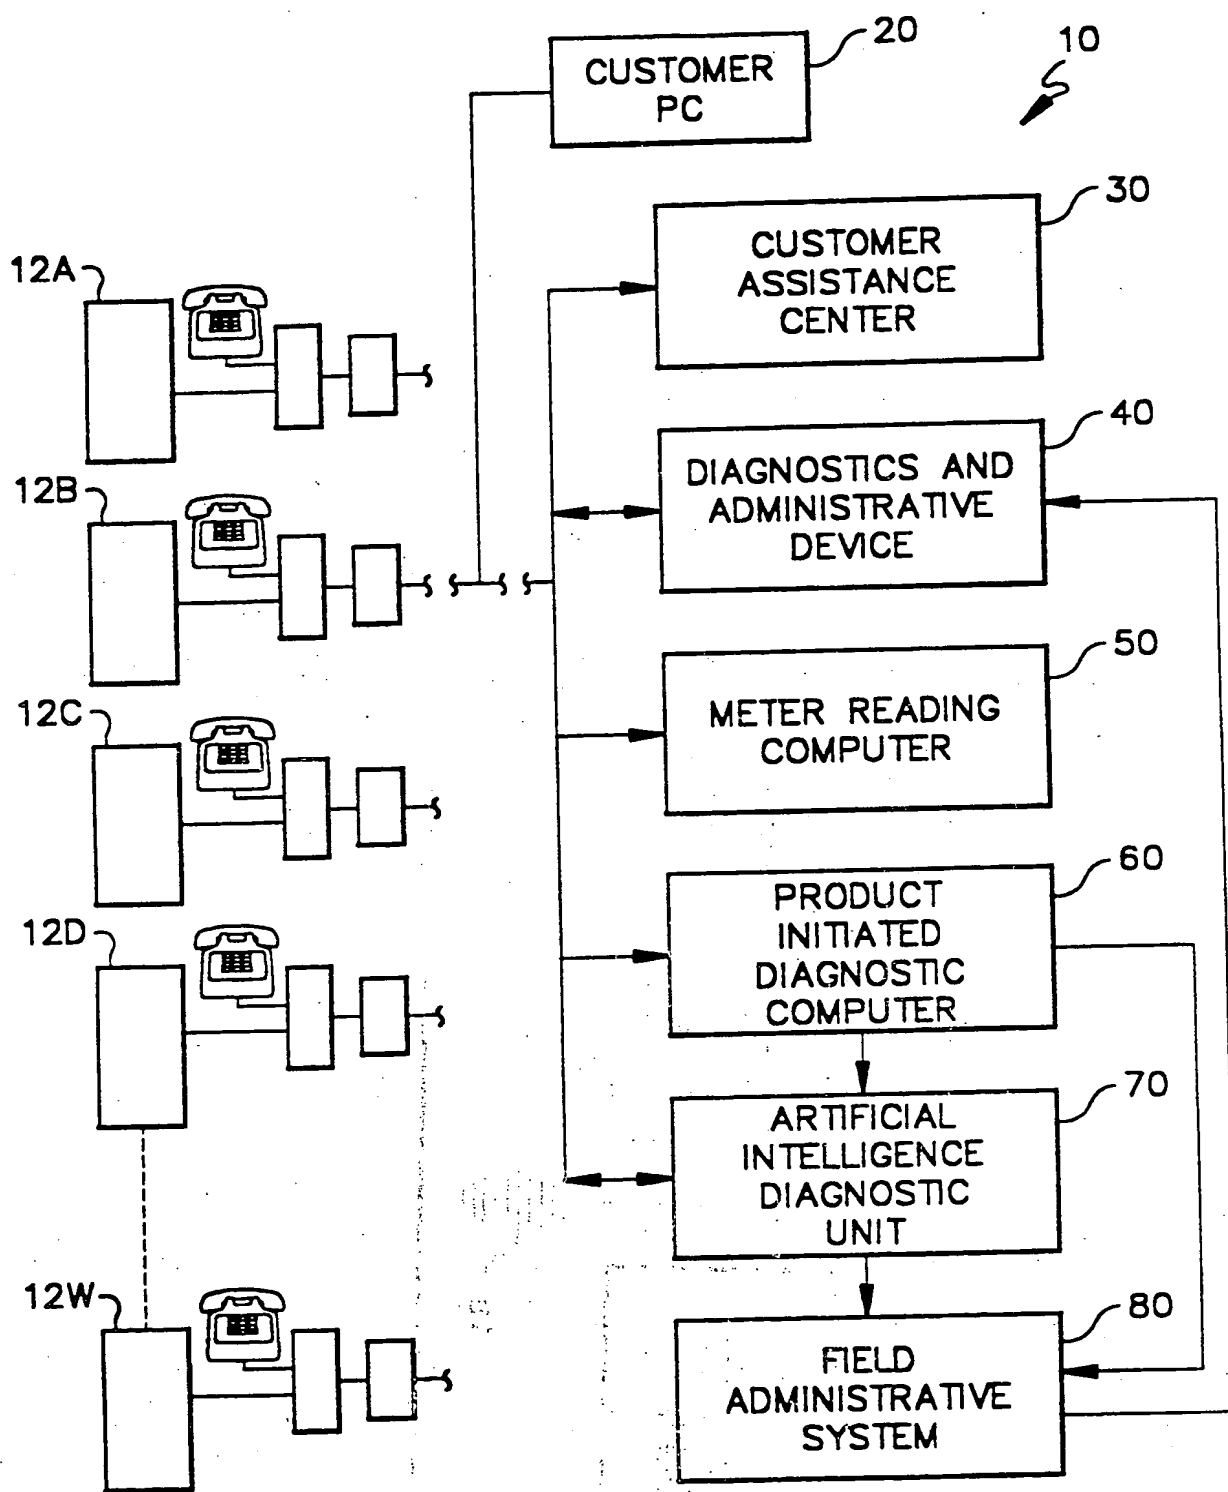 20
10
CUSTOMER
PC
30
CUSTOMER
ASSISTANCE
CENTER
12A
40
DIAGNOSTICS AND
ADMINISTRATIVE
DEVICE
12B
50
METER READING
COMPUTER
12C
60
PRODUCT
INITIATED
DIAGNOSTIC
COMPUTER
12D
70
ARTIFICIAL
INTELLIGENCE
DIAGNOSTIC
UNIT
12W
80
FIELD
ADMINISTRATIVE
SYSTEM